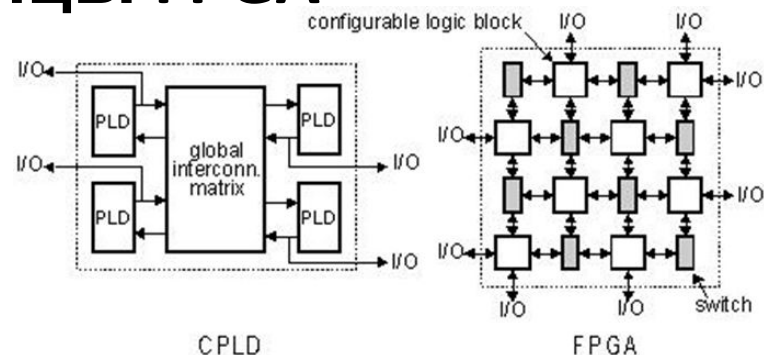 configurable logic block
I/O
I/O
I/O
I/O
PLD
PLD
global
interconn.
matrix
I/O
I/O
PLD
PLD
I/O
I/O
I/O
I/O
I/O
I/O
I/O
I/O
switch
CPLD
FPGA